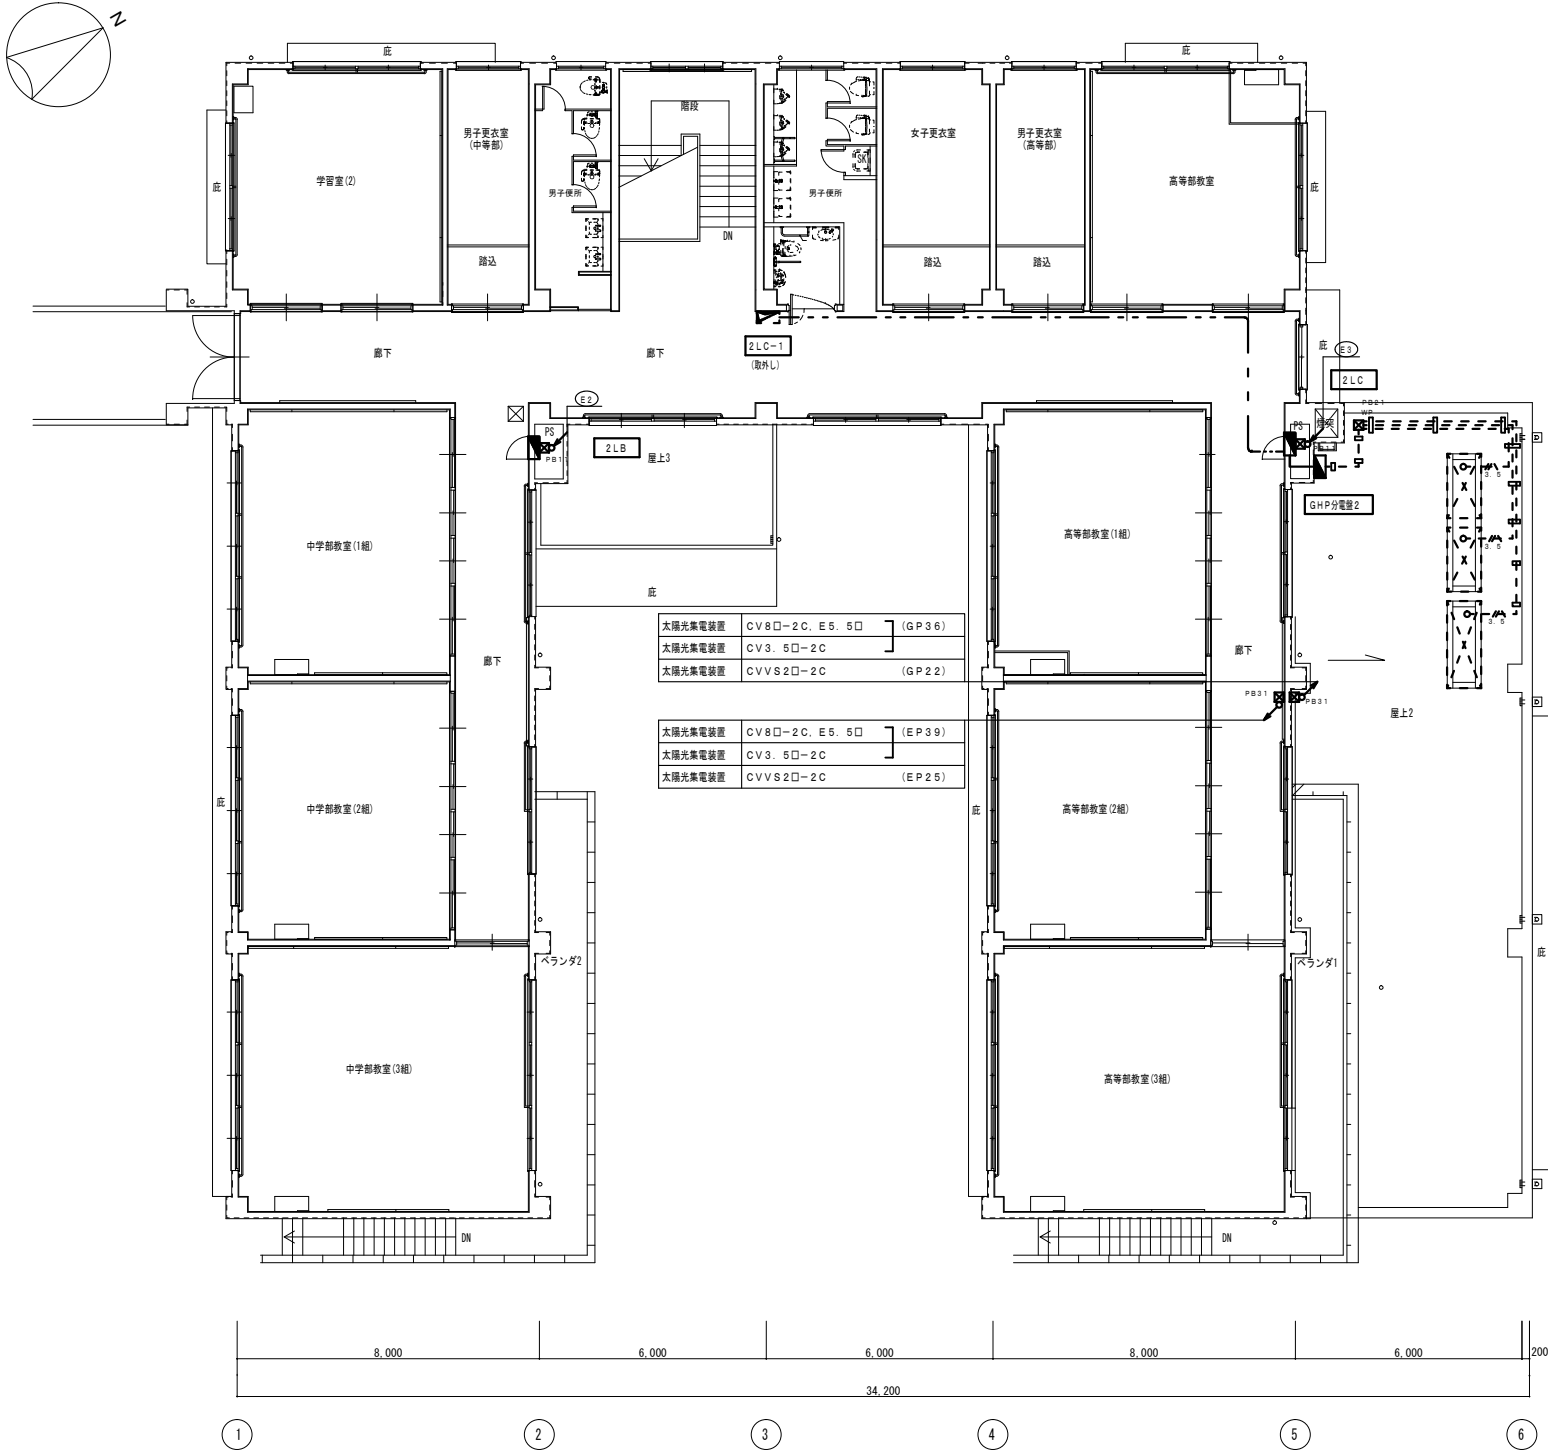 N
庇
庇
階段
男子更衣室
(中等部)
女子更衣室
男子更衣室
(高等部)
SK
学習室(2)
高等部教室
庇
庇
男子便所
男子便所
DN
踏込
踏込
踏込
廊下
廊下
2LC-1
(取外し)
庇
E3
2LC
E2
PB21
WP
PS
2LB
屋上3
PS
煙突
3.5
GHP分電盤2
中学部教室(1組)
高等部教室(1組)
3.5
庇
3.5
太陽光集電装置 CV8□-2C, E5.5□ (GP36)
太陽光集電装置 CV3.5□-2C
太陽光集電装置 CVVS2□-2C (GP22)
廊下
廊下
PB31
PB31
屋上2
太陽光集電装置 CV8□-2C, E5.5□ (EP39)
太陽光集電装置 CV3.5□-2C
太陽光集電装置 CVVS2□-2C (EP25)
庇
中学部教室(2組)
庇
高等部教室(2組)
ベランダ2
ベランダ1
庇
中学部教室(3組)
高等部教室(3組)
DN
DN
8,000
6,000
6,000
8,000
6,000
200
34,200
1
2
3
4
5
6